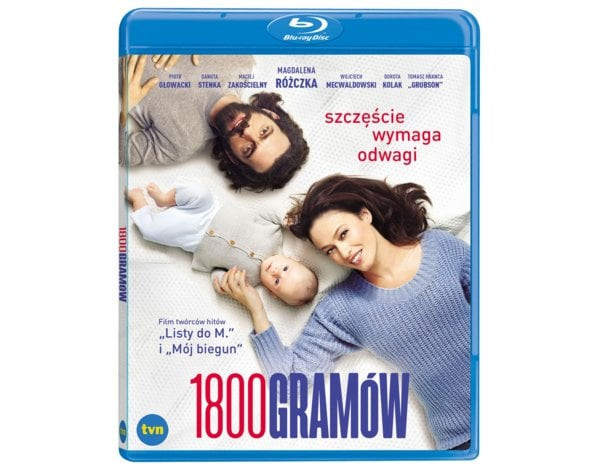 Blu-ray Disc
PIOTR GŁOWACKI
DANUTA STENKA
MACIEJ ZAKOŚCIELNY
MAGDALENA RÓŻCZKA
WOJCIECH MECWALDOWSKI
DOROTA KOLAK
TOMASZ IWANCA „GRUBSON"
szczęście
wymaga
odwagi
1800GRAMÓW
Film twórców hitów
„Listy do M."
i „Mój biegun"
1800GRAMÓW
tvn